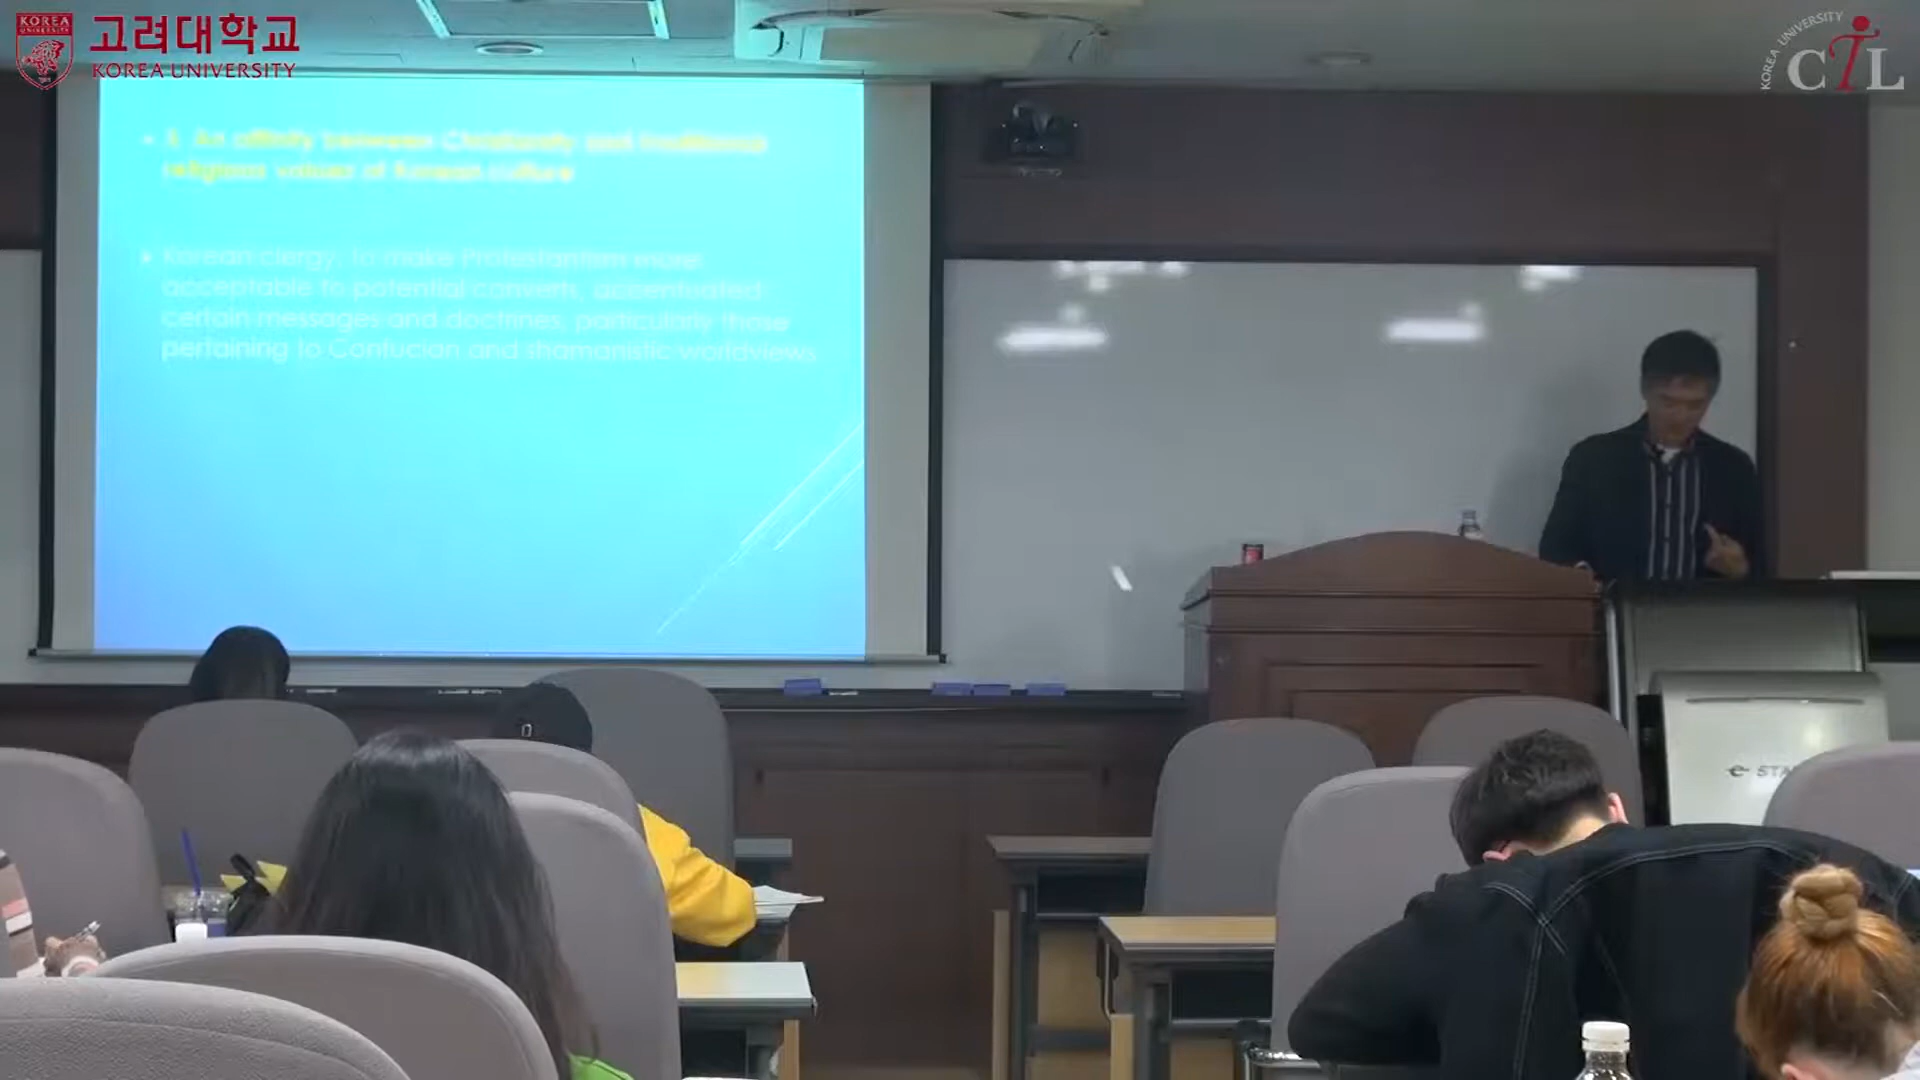 KOREA
UNIVERSITY
고려대학교
KOREA UNIVERSITY
KOREA UNIVERSITY
CTL
An affinity between Christianity and traditional
religious values of Korean culture
Korean clergy, to make Protestantism more
acceptable to potential converts, accentuated
certain messages and doctrines, particularly those
pertaining to Confucian and shamanistic worldviews